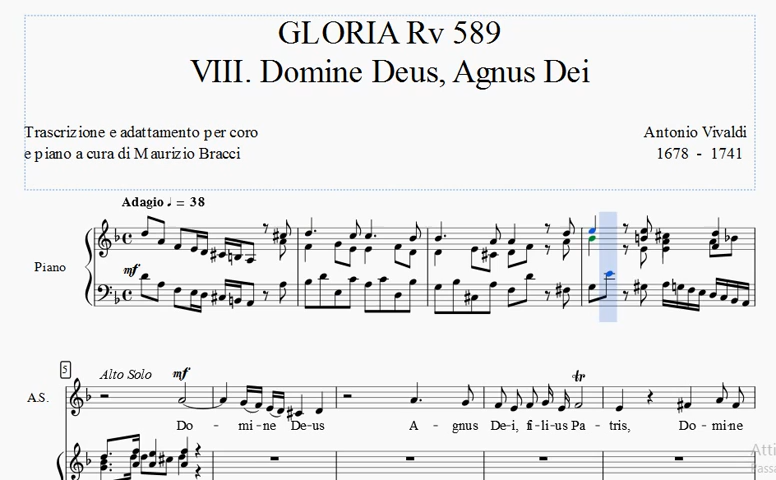 GLORIA Rv 589
VIII. Domine Deus, Agnus Dei
Trascrizione e adattamento per coro
e piano a cura di Maurizio Bracci
Antonio Vivaldi
1678 - 1741
Adagio ♩ = 38
Piano
mf
5
Alto Solo
mf
tr
A.S.
Do - mi - ne De-us A - gnus De-i, fi-li-us Pa - tris, Do - mi-ne